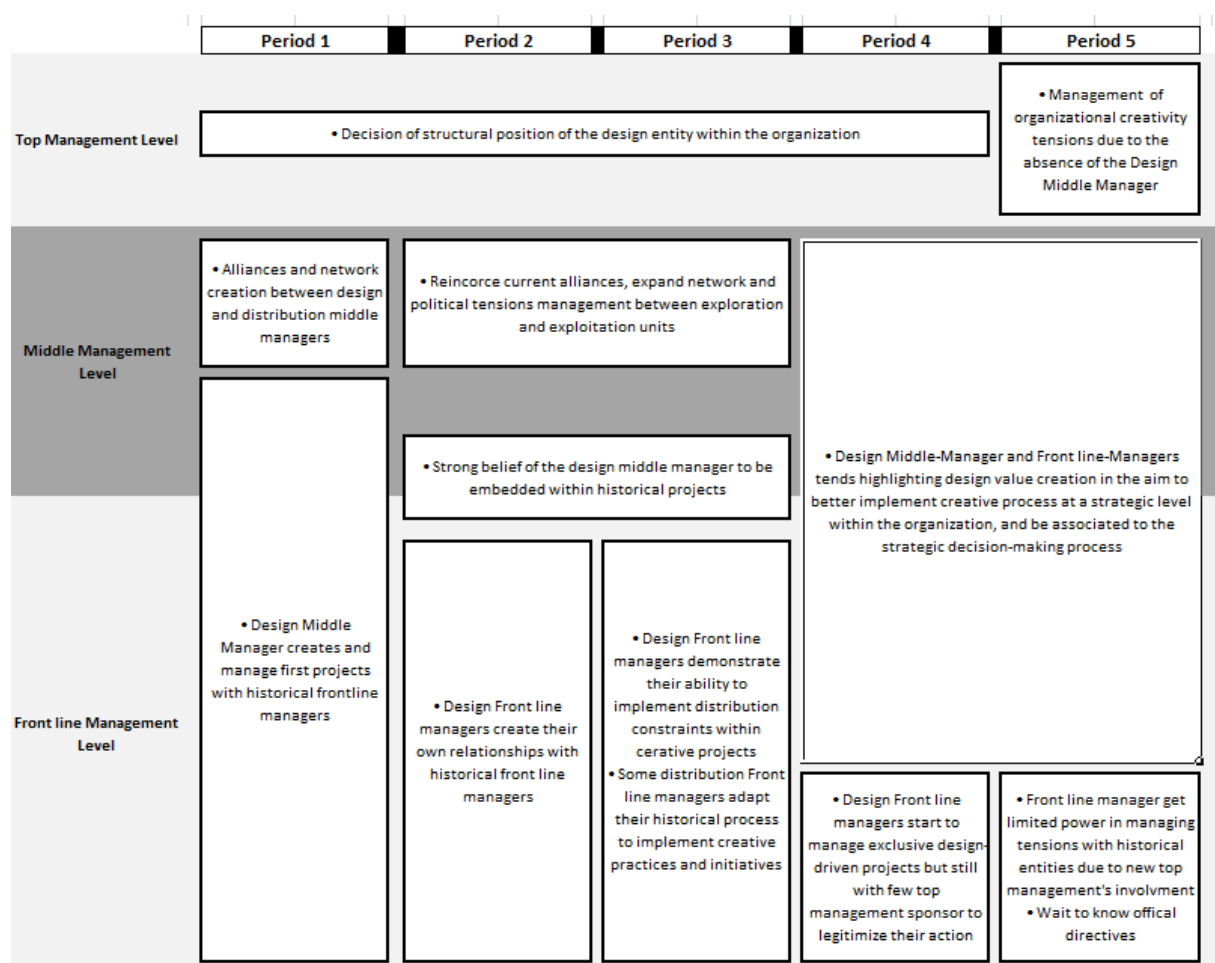 Period 1
Period 2
Period 3
Period 4
Period 5
Top Management Level
• Decision of structural position of the design entity within the organization
• Management of
organizational creativity
tensions due to the
absence of the Design
Middle Manager
Middle Management
Level
• Alliances and network
creation between design
and distribution middle
managers
• Reincorce current alliances, expand network and
political tensions management between exploration
and exploitation units
• Strong belief of the design middle manager to be
embedded within historical projects
• Design Middle-Manager and Front line-Managers
tends highlighting design value creation in the aim to
better implement creative process at a strategic level
within the organization, and be associated to the
strategic decision-making process
Front line Management
Level
• Design Middle
Manager creates and
manage first projects
with historical frontline
managers
• Design Front line
managers create their
own relationships with
historical front line
managers
• Design Front line
managers demonstrate
their ability to
implement distribution
constraints within
cerative projects
• Some distribution Front
line managers adapt
their historical process
to implement creative
practices and initiatives
• Design Front line
managers start to
manage exclusive design-
driven projects but still
with few top
management sponsor to
legitimize their action
• Front line manager get
limited power in managing
tensions with historical
entities due to new top
management's involvment
• Wait to know offical
directives